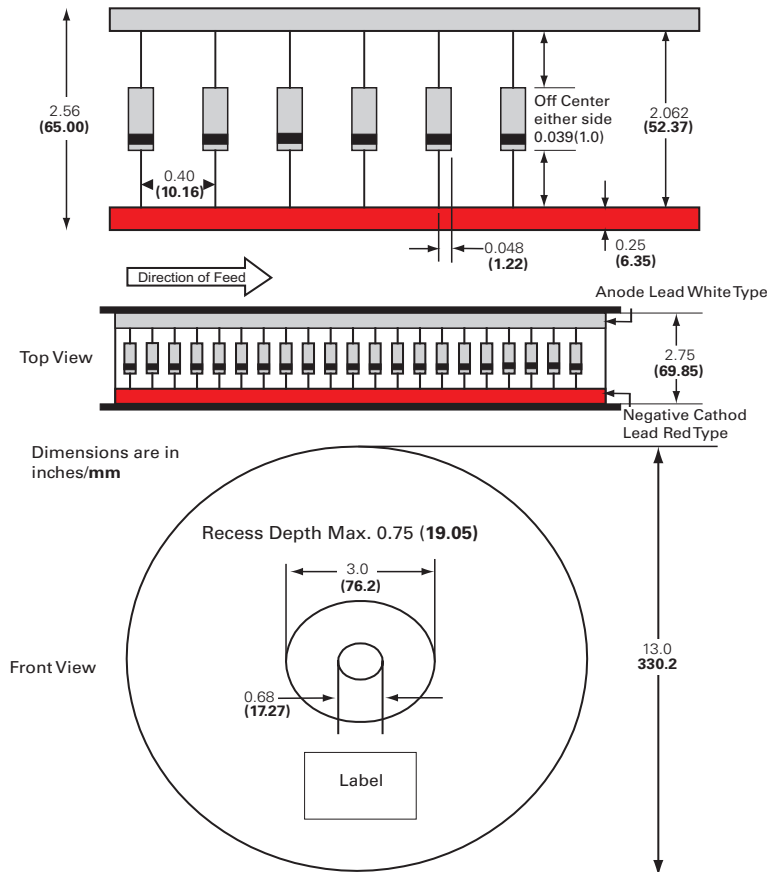 2.56
(65.00)
Off Center
either side
0.039(1.0)
2.062
(52.37)
0.40
(10.16)
0.048
(1.22)
0.25
(6.35)
Direction of Feed
Anode Lead White Type
Top View
2.75
(69.85)
Negative Cathod
Lead Red Type
Dimensions are in
inches/mm
Recess Depth Max. 0.75 (19.05)
3.0
(76.2)
13.0
330.2
Front View
0.68
(17.27)
Label